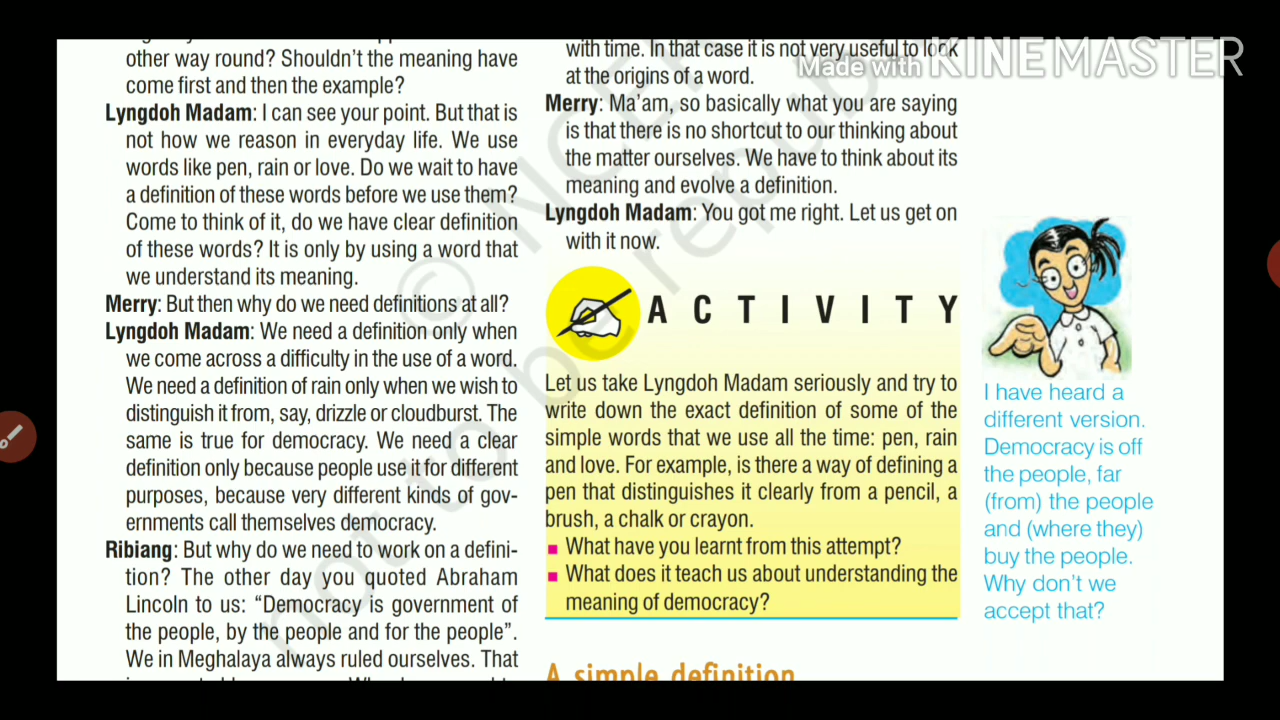 other way round? Shouldn't the meaning have
come first and then the example?
Lyngdoh Madam: I can see your point. But that is
not how we reason in everyday life. We use
words like pen, rain or love. Do we wait to have
a definition of these words before we use them?
Come to think of it, do we have clear definition
of these words? It is only by using a word that
we understand its meaning.
Merry: But then why do we need definitions at all?
Lyngdoh Madam: We need a definition only when
we come across a difficulty in the use of a word.
We need a definition of rain only when we wish to
distinguish it from, say, drizzle or cloudburst. The
same is true for democracy. We need a clear
definition only because people use it for different
purposes, because very different kinds of gov-
ernments call themselves democracy.
Ribiang: But why do we need to work on a defini-
tion? The other day you quoted Abraham
Lincoln to us: "Democracy is government of
the people, by the people and for the people".
We in Meghalaya always ruled ourselves. That
with time. In that case it is not very useful to look
at the origins of a word.
Merry: Ma'am, so basically what you are saying
is that there is no shortcut to our thinking about
the matter ourselves. We have to think about its
meaning and evolve a definition.
Lyngdoh Madam: You got me right. Let us get on
with it now.
ACTIVITY
Let us take Lyngdoh Madam seriously and try to
write down the exact definition of some of the
simple words that we use all the time: pen, rain
and love. For example, is there a way of defining a
pen that distinguishes it clearly from a pencil, a
brush, a chalk or crayon.
What have you learnt from this attempt?
What does it teach us about understanding the
meaning of democracy?
A simple definition
I have heard a
different version.
Democracy is off
the people, far
(from) the people
and (where they)
buy the people.
Why don't we
accept that?
Made with KINEMASTER
© NCER
not to be repub